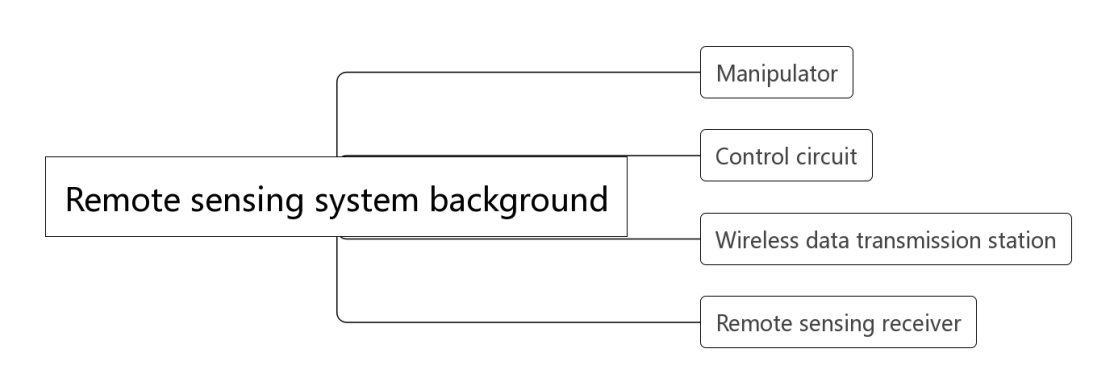 Manipulator
Control circuit
Remote sensing system background
Wireless data transmission station
Remote sensing receiver